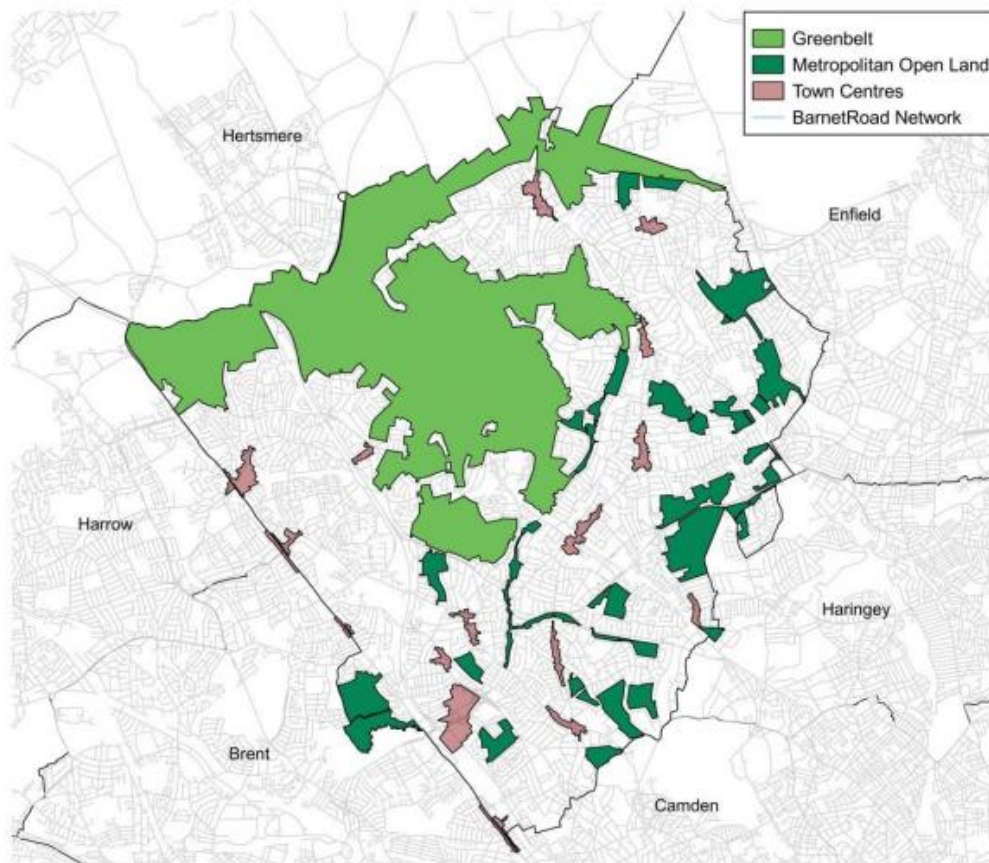 Greenbelt
Metropolitan Open Land
Town Centres
BarnetRoad Network
Hertsmere
Enfield
Harrow
Haringey
Brent
Camden